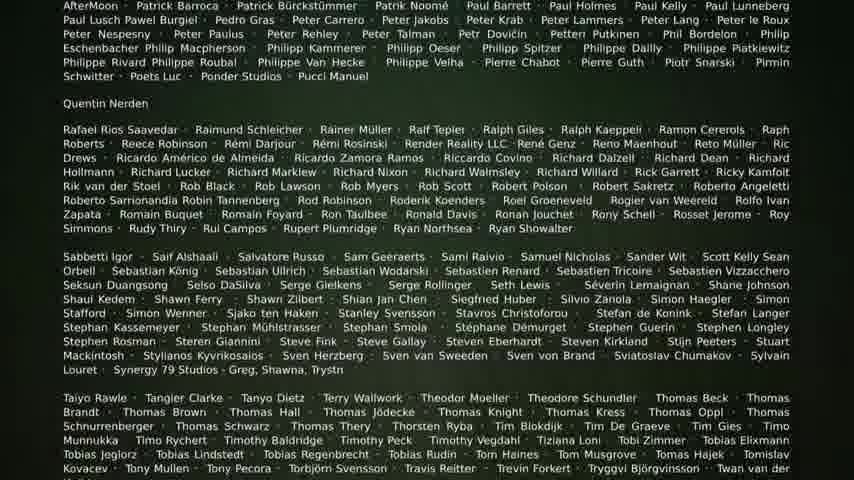 AfterMoon · Patrick Barroca · Patrick Bürckstümmer · Patrik Noomé · Paul Barrett · Paul Holmes · Paul Kelly · Paul Lunneberg
Paul Lusch Pawel Burgiel · Pedro Gras · Peter Carrero · Peter Jakobs · Peter Krab · Peter Lammers · Peter Lang · Peter le Roux
Peter Nespesny · Peter Paulus · Peter Rehley · Peter Talman · Petr Dovičín · Petteri Putkinen · Phil Bordelon · Philip
Eschenbacher Philip Macpherson · Philipp Kammerer · Philipp Oeser · Philipp Spitzer · Philippe Dailly · Philippe Piatkiewitz
Philippe Rivard Philippe Roubal · Philippe Van Hecke · Philippe Velha · Pierre Chabot · Pierre Guth · Piotr Snarski · Pirmin
Schwitter · Poets Luc · Ponder Studios · Pucci Manuel
Quentin Nerden
Rafael Rios Saavedar · Raimund Schleicher · Rainer Müller · Ralf Tepler · Ralph Giles · Ralph Kaeppeli · Ramon Cererols · Raph
Roberts · Reece Robinson · Rémi Darjour · Rémi Rosinski · Render Reality LLC · René Genz · Reno Maenhout · Reto Müller · Ric
Drews · Ricardo Américo de Almeida · Ricardo Zamora Ramos · Riccardo Covino · Richard Dalzell · Richard Dean · Richard
Hollmann · Richard Lucker · Richard Marklew · Richard Nixon · Richard Walmsley · Richard Willard · Rick Garrett · Ricky Kamfolt
Rik van der Stoel · Rob Black · Rob Lawson · Rob Myers · Rob Scott · Robert Polson · Robert Sakretz · Roberto Angeletti
Roberto Sarrionandia Robin Tannenberg · Rod Robinson · Roderik Koenders · Roel Groeneveld · Rogier van Weereld · Rolfo Ivan
Zapata · Romain Buquet · Romain Foyard · Ron Taulbee · Ronald Davis · Ronan Jouchet · Rony Schell · Rosset Jerome · Roy
Simmons · Rudy Thiry · Rui Campos · Rupert Plumridge · Ryan Northsea · Ryan Showalter
Sabbetti Igor · Saif Alshaali · Salvatore Russo · Sam Geeraerts · Sami Raivio · Samuel Nicholas · Sander Wit · Scott Kelly Sean
Orbell · Sebastian König · Sebastian Ullrich · Sebastian Wodarski · Sebastien Renard · Sebastien Tricoire · Sebastien Vizzacchero
Seksun Duangsong · Selso DaSilva · Serge Gielkens · Serge Rollinger · Seth Lewis · Séverin Lemaignan · Shane Johnson
Shaul Kedem · Shawn Ferry · Shawn Zilbert · Shian Jan Chen · Siegfried Huber · Silvio Zanola · Simon Haegler · Simon
Stafford · Simon Wenner · Sjako ten Haken · Stanley Svensson · Stavros Christoforou · Stefan de Konink · Stefan Langer
Stephan Kassemeyer · Stephan Mühlstrasser · Stephan Smola · Stéphane Démurget · Stephen Guerin · Stephen Longley
Stephen Rosman · Steren Giannini · Steve Fink · Steve Gallay · Steven Eberhardt · Steven Kirkland · Stijn Peeters · Stuart
Mackintosh · Stylianos Kyvrikosaios · Sven Herzberg · Sven van Sweeden · Sven von Brand · Sviatoslav Chumakov · Sylvain
Louret · Synergy 79 Studios - Greg, Shawna, Trystn
Taiyo Rawle · Tangier Clarke · Tanyo Dietz · Terry Wallwork · Theodor Moeller · Theodore Schundler · Thomas Beck · Thomas
Brandt · Thomas Brown · Thomas Hall · Thomas Jödecke · Thomas Knight · Thomas Kress · Thomas Oppl · Thomas
Schnurrenberger · Thomas Schwarz · Thomas Thery · Thorsten Ryba · Tim Blokdijk · Tim De Graeve · Tim Gies · Timo
Munnukka · Timo Rychert · Timothy Baldridge · Timothy Peck · Timothy Vegdahl · Tiziana Loni · Tobi Zimmer · Tobias Elixmann
Tobias Jeglorz · Tobias Lindstedt · Tobias Regenbrecht · Tobias Rudin · Tom Haines · Tom Musgrove · Tomas Hajek · Tomislav
Kovacev · Tony Mullen · Tony Pecora · Torbjörn Svensson · Travis Reitter · Trevin Forkert · Tryggvi Björgvinsson · Twan van der